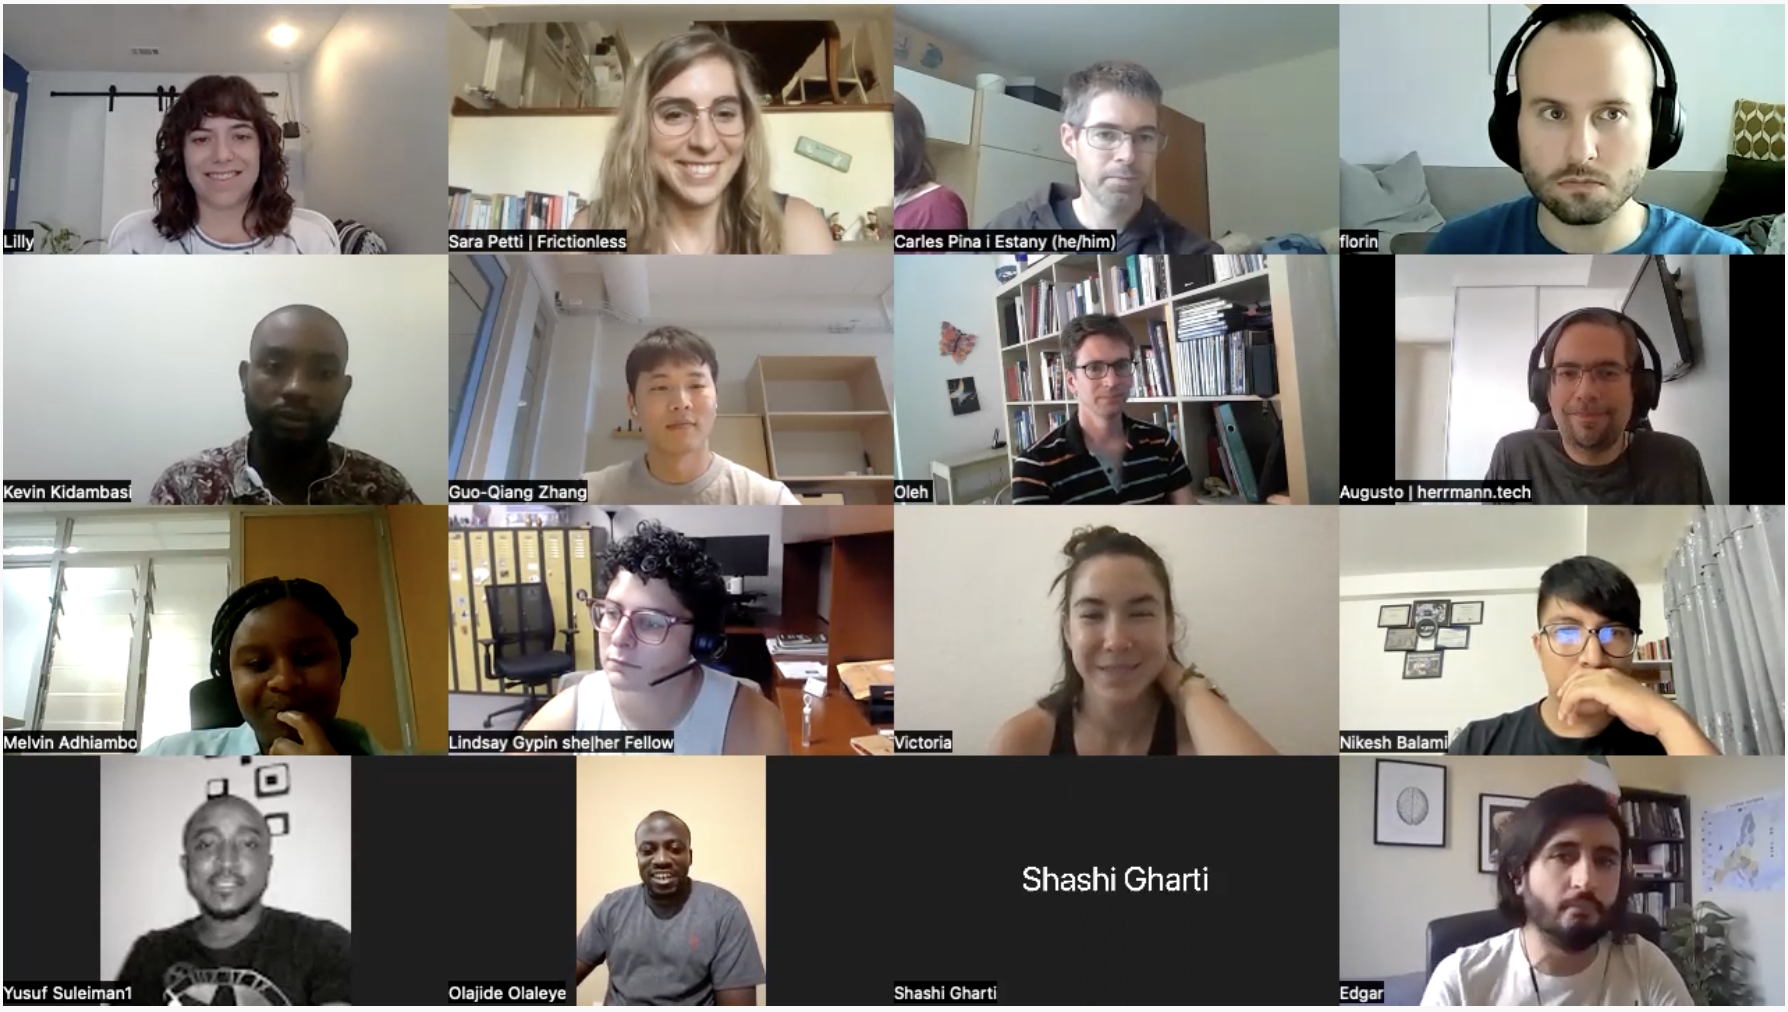 Lilly
Sara Petti | Frictionless
Carles Pina i Estany (he/him)
florin
Kevin Kidambasi
Guo-Qiang Zhang
Oleh
Augusto | herrmann.tech
Melvin Adhiambo
Lindsay Gypin she|her Fellow
Victoria
Nikesh Balami
Shashi Gharti
Yusuf Suleiman1
Olajide Olaleye
Shashi Gharti
Edgar